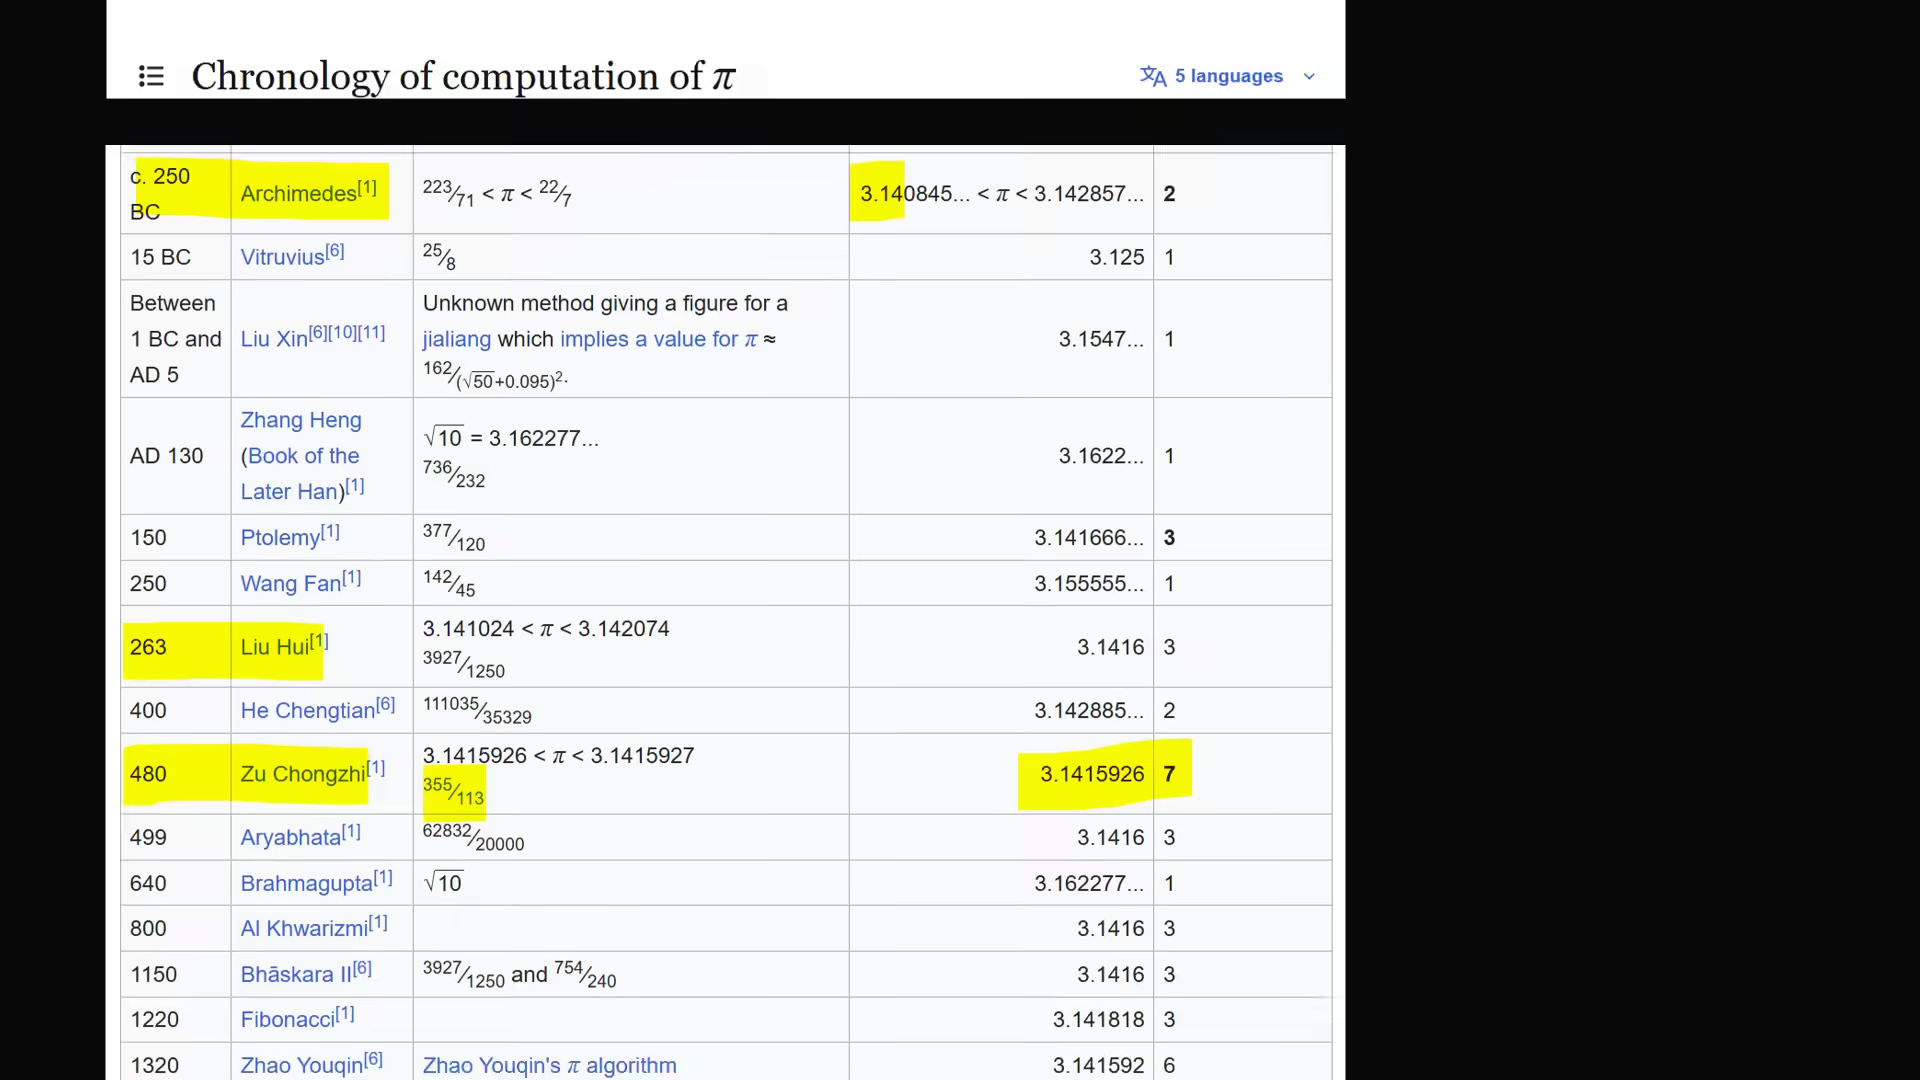 Chronology of computation of π
5 languages
c. 250 BC Archimedes[1] 223/71 < π < 22/7 3.140845... < π < 3.142857... 2
15 BC Vitruvius[6] 25/8 3.125 1
Between 1 BC and AD 5 Liu Xin[6][10][11] Unknown method giving a figure for a jialiang which implies a value for π ≈ 162/(√50+0.095)². 3.1547... 1
AD 130 Zhang Heng (Book of the Later Han)[1] √10 = 3.162277... 736/232 3.1622... 1
150 Ptolemy[1] 377/120 3.141666... 3
250 Wang Fan[1] 142/45 3.155555... 1
263 Liu Hui[1] 3.141024 < π < 3.142074 3927/1250 3.1416 3
400 He Chengtian[6] 111035/35329 3.142885... 2
480 Zu Chongzhi[1] 3.1415926 < π < 3.1415927 355/113 3.1415926 7
499 Aryabhata[1] 62832/20000 3.1416 3
640 Brahmagupta[1] √10 3.162277... 1
800 Al Khwarizmi[1] 3.1416 3
1150 Bhāskara II[6] 3927/1250 and 754/240 3.1416 3
1220 Fibonacci[1] 3.141818 3
1320 Zhao Youqin[6] Zhao Youqin's π algorithm 3.141592 6